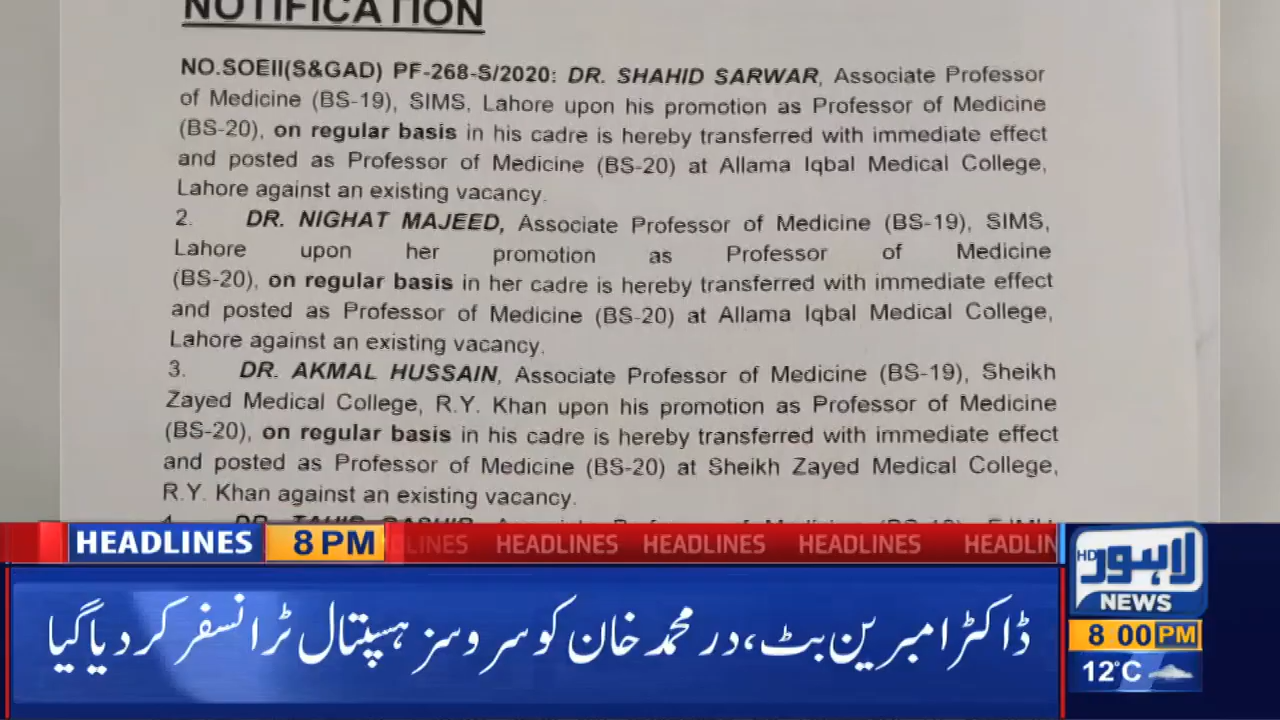 NOTIFICATION
NO.SOEII(S&GAD) PF-268-S/2020: DR. SHAHID SARWAR, Associate Professor
of Medicine (BS-19), SIMS, Lahore upon his promotion as Professor of Medicine
(BS-20), on regular basis in his cadre is hereby transferred with immediate effect
and posted as Professor of Medicine (BS-20) at Allama Iqbal Medical College,
Lahore against an existing vacancy.
2. DR. NIGHAT MAJEED, Associate Professor of Medicine (BS-19), SIMS,
Lahore upon her promotion as Professor of Medicine
(BS-20), on regular basis in her cadre is hereby transferred with immediate effect
and posted as Professor of Medicine (BS-20) at Allama Iqbal Medical College,
Lahore against an existing vacancy.
3. DR. AKMAL HUSSAIN, Associate Professor of Medicine (BS-19), Sheikh
Zayed Medical College, R.Y. Khan upon his promotion as Professor of Medicine
(BS-20), on regular basis in his cadre is hereby transferred with immediate effect
and posted as Professor of Medicine (BS-20) at Sheikh Zayed Medical College,
R.Y. Khan against an existing vacancy.
HEADLINES 8 PM HEADLINES HEADLINES HEADLINES
ڈاکٹر امبرین بٹ، در محمد خان کو سروسز ہسپتال ٹرانسفر کر دیا گیا
HD لاہور
NEWS
8 00 PM
12°C